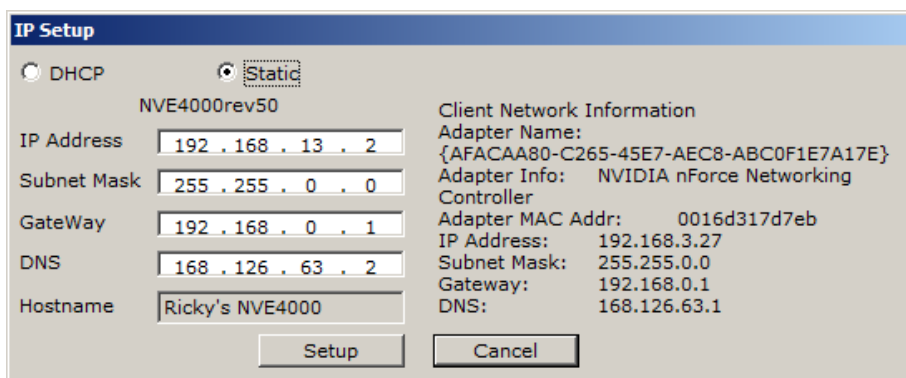 IP Setup
DHCP
Static
NVE4000rev50
IP Address 192 . 168 . 13 . 2
Subnet Mask 255 . 255 . 0 . 0
GateWay 192 . 168 . 0 . 1
DNS 168 . 126 . 63 . 2
Hostname Ricky's NVE4000
Client Network Information
Adapter Name:
{AFACAA80-C265-45E7-AEC8-ABC0F1E7A17E}
Adapter Info: NVIDIA nForce Networking
Controller
Adapter MAC Addr: 0016d317d7eb
IP Address: 192.168.3.27
Subnet Mask: 255.255.0.0
Gateway: 192.168.0.1
DNS: 168.126.63.1
Setup
Cancel